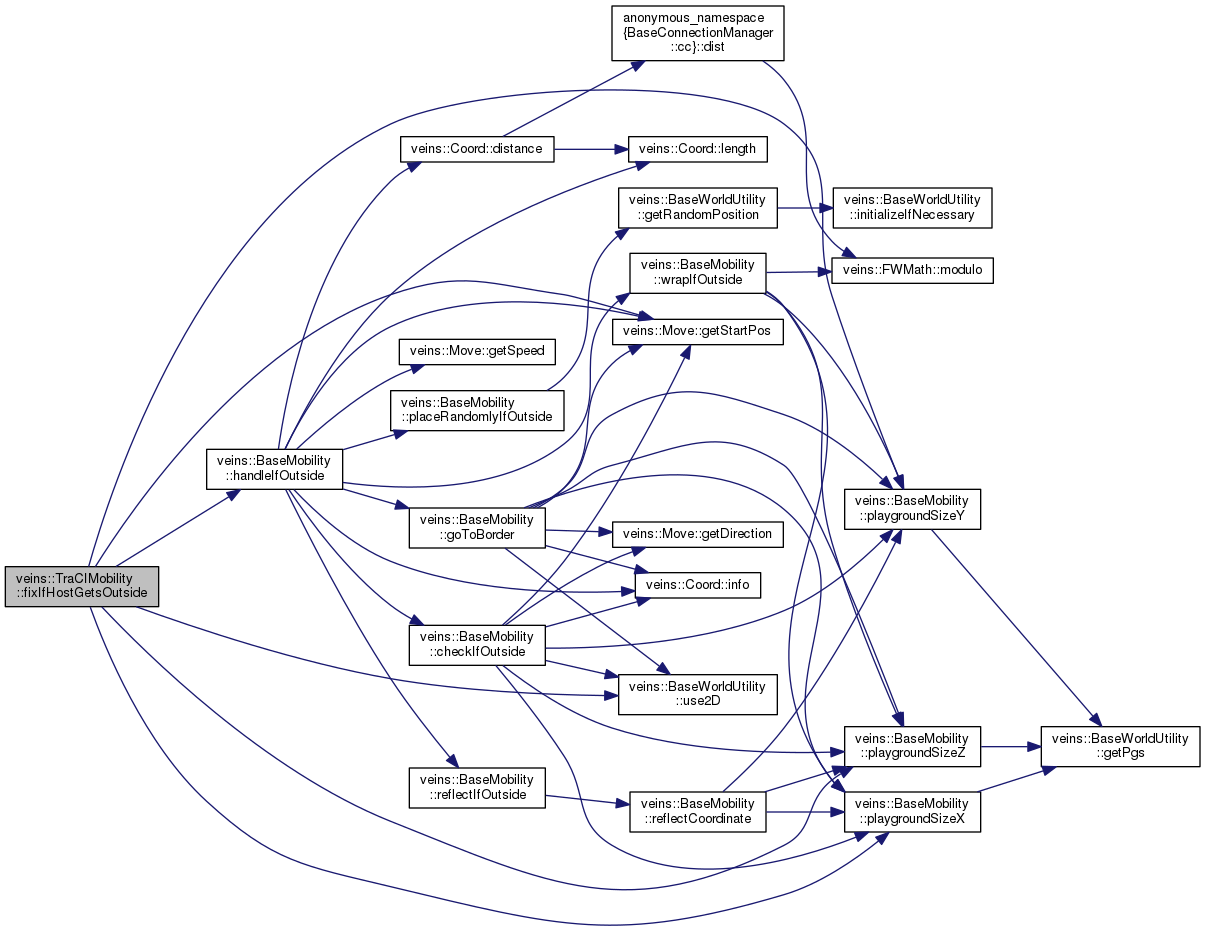 anonymous_namespace
{BaseConnectionManager
::cc}::dist
veins::Coord::distance
veins::Coord::length
veins::BaseWorldUtility
::getRandomPosition
veins::BaseWorldUtility
::initializeIfNecessary
veins::BaseMobility
::wrapIfOutside
veins::FWMath::modulo
veins::Move::getStartPos
veins::Move::getSpeed
veins::BaseMobility
::placeRandomlyIfOutside
veins::BaseMobility
::handleIfOutside
veins::BaseMobility
::playgroundSizeY
veins::BaseMobility
::goToBorder
veins::Move::getDirection
veins::TraCIMobility
::fixIfHostGetsOutside
veins::Coord::info
veins::BaseMobility
::checkIfOutside
veins::BaseWorldUtility
::use2D
veins::BaseMobility
::playgroundSizeZ
veins::BaseWorldUtility
::getPgs
veins::BaseMobility
::reflectIfOutside
veins::BaseMobility
::reflectCoordinate
veins::BaseMobility
::playgroundSizeX